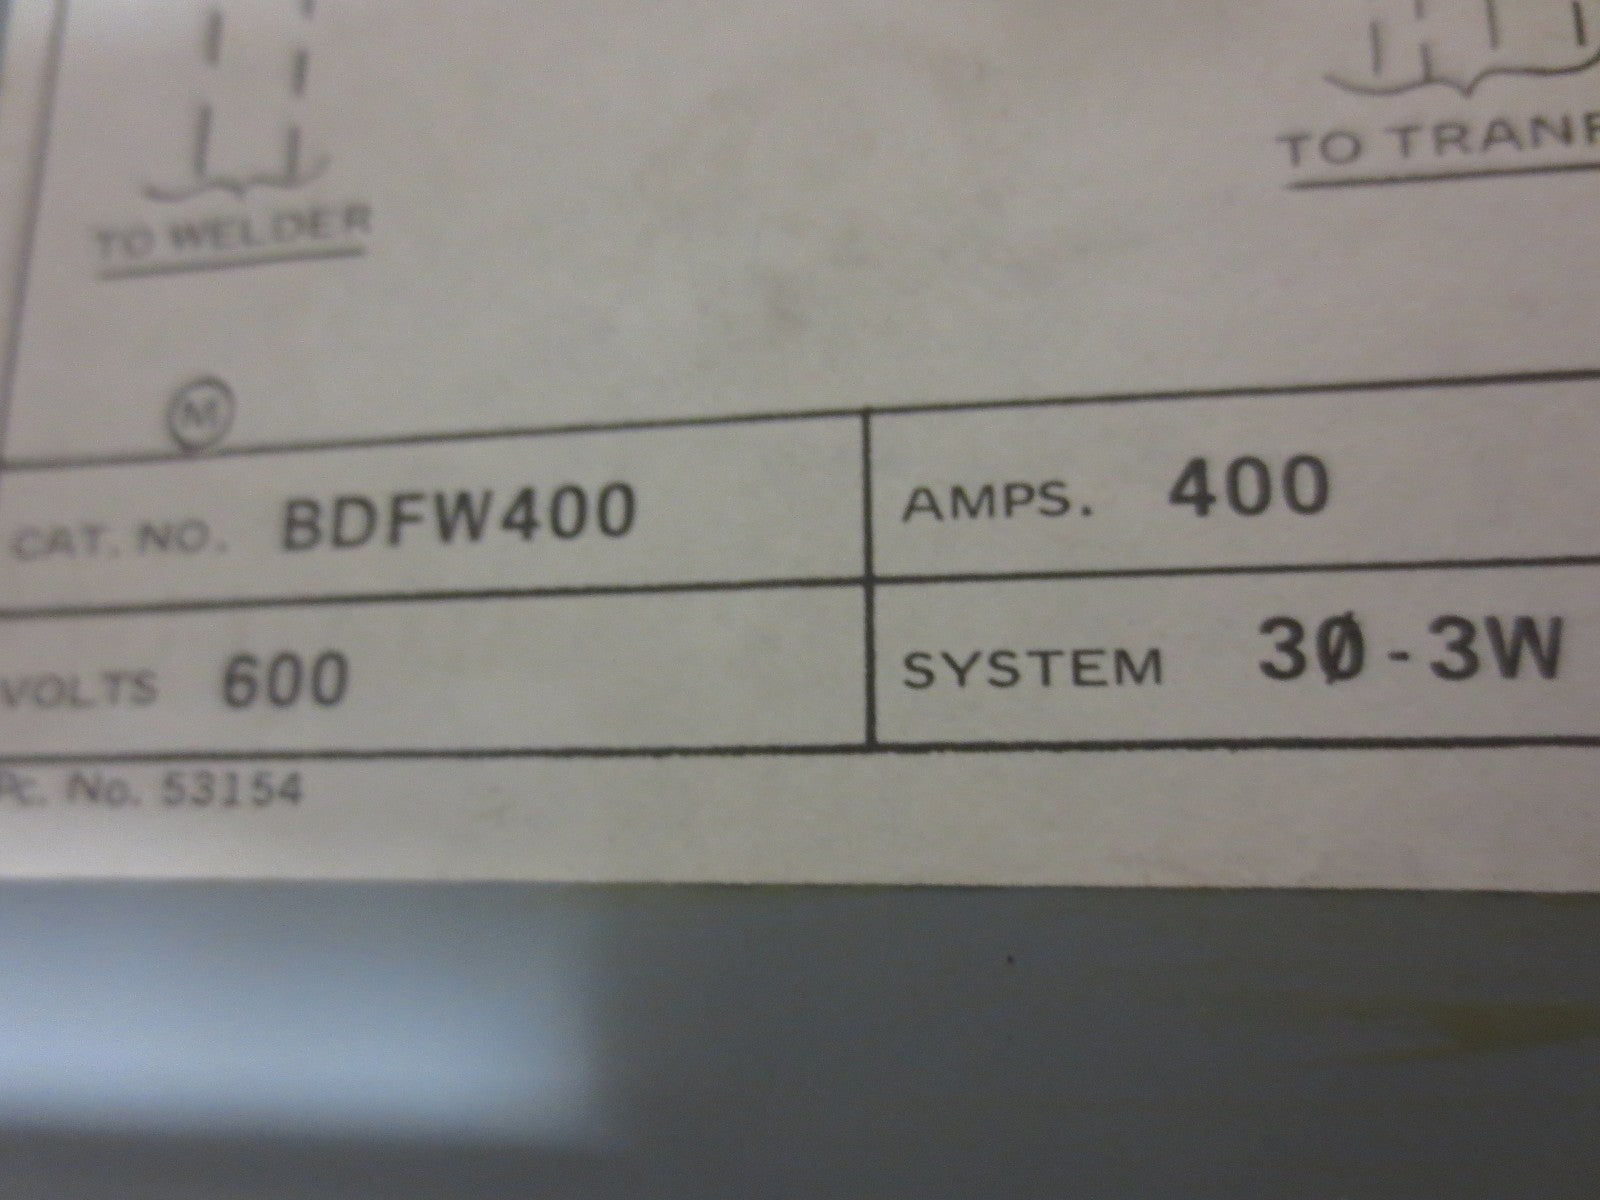 TO WELDER
TO TRANF
M
CAT. NO. BDFW400
AMPS. 400
VOLTS 600
SYSTEM 3Ø-3W
Pc. No. 53154